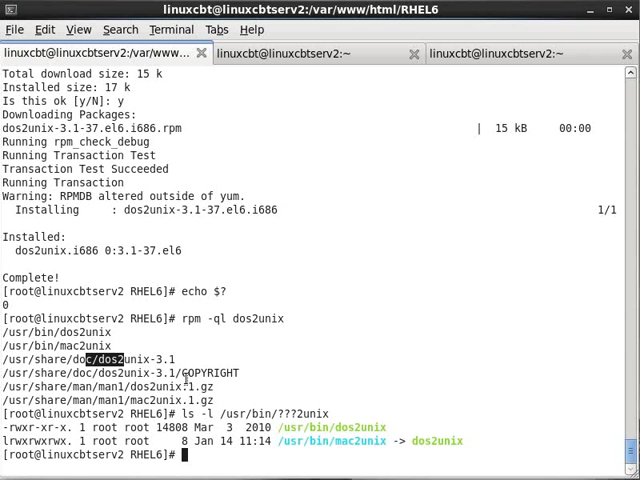 linuxcbt@linuxcbtserv2:/var/www/html/RHEL6
File Edit View Search Terminal Tabs Help
linuxcbt@linuxcbtserv2:/var/www... linuxcbt@linuxcbtserv2:~ linuxcbt@linuxcbtserv2:~
Total download size: 15 k
Installed size: 17 k
Is this ok [y/N]: y
Downloading Packages:
dos2unix-3.1-37.el6.i686.rpm | 15 kB 00:00
Running rpm_check_debug
Running Transaction Test
Transaction Test Succeeded
Running Transaction
Warning: RPMDB altered outside of yum.
Installing : dos2unix-3.1-37.el6.i686 1/1
Installed:
dos2unix.i686 0:3.1-37.el6
Complete!
[root@linuxcbtserv2 RHEL6]# echo $?
0
[root@linuxcbtserv2 RHEL6]# rpm -ql dos2unix
/usr/bin/dos2unix
/usr/bin/mac2unix
/usr/share/doc/dos2unix-3.1
/usr/share/doc/dos2unix-3.1/COPYRIGHT
/usr/share/man/man1/dos2unix.1.gz
/usr/share/man/man1/mac2unix.1.gz
[root@linuxcbtserv2 RHEL6]# ls -l /usr/bin/???2unix
-rwxr-xr-x. 1 root root 14808 Mar 3 2010 /usr/bin/dos2unix
lrwxrwxrwx. 1 root root 8 Jan 14 11:14 /usr/bin/mac2unix -> dos2unix
[root@linuxcbtserv2 RHEL6]#